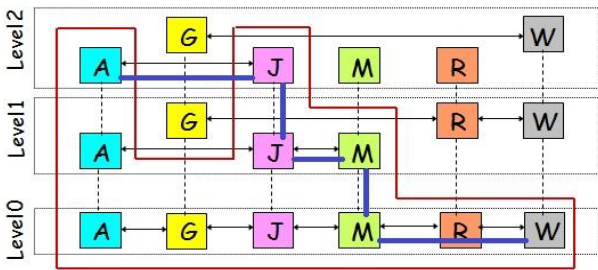 Level2
G W
A J M R
Level1
G R W
A J M
Level0
A G J M R W